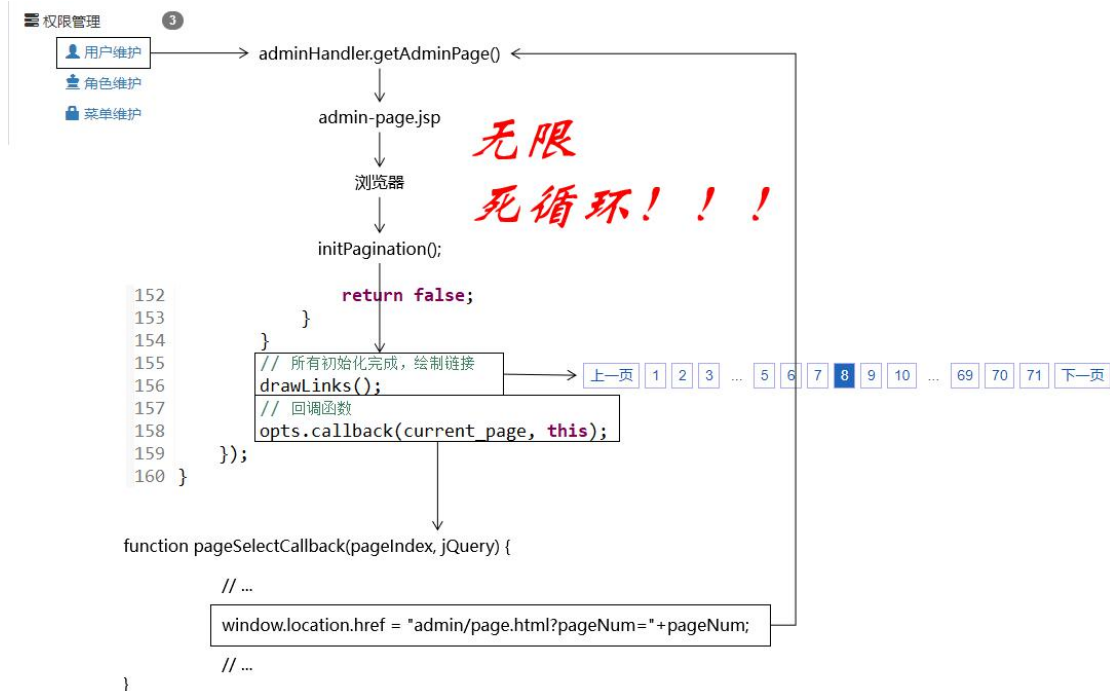 权限管理 3
用户维护
角色维护
菜单维护
adminHandler.getAdminPage()
admin-page.jsp
浏览器
initPagination();
无限
死循环！！！
152 return false;
153 }
154 }
155 // 所有初始化完成，绘制链接
156 drawLinks();
157 // 回调函数
158 opts.callback(current_page, this);
159 });
160 }
上一页 1 2 3 ... 5 6 7 8 9 10 ... 69 70 71 下一页
function pageSelectCallback(pageIndex, jQuery) {
// ...
window.location.href = "admin/page.html?pageNum="+pageNum;
// ...
}